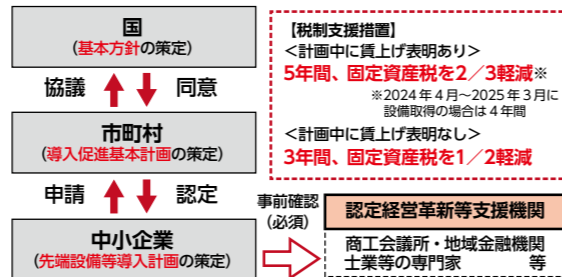 国
(基本方針の策定)
協議
同意
市町村
(導入促進基本計画の策定)
申請
認定
中小企業
(先端設備等導入計画の策定)
【税制支援措置】
<計画中に賃上げ表明あり>
5年間、固定資産税を2/3軽減※
※2024年4月～2025年3月に
設備取得の場合は4年間
<計画中に賃上げ表明なし>
3年間、固定資産税を1/2軽減
事前確認
(必須)
認定経営革新等支援機関
商工会議所・地域金融機関
士業等の専門家 等